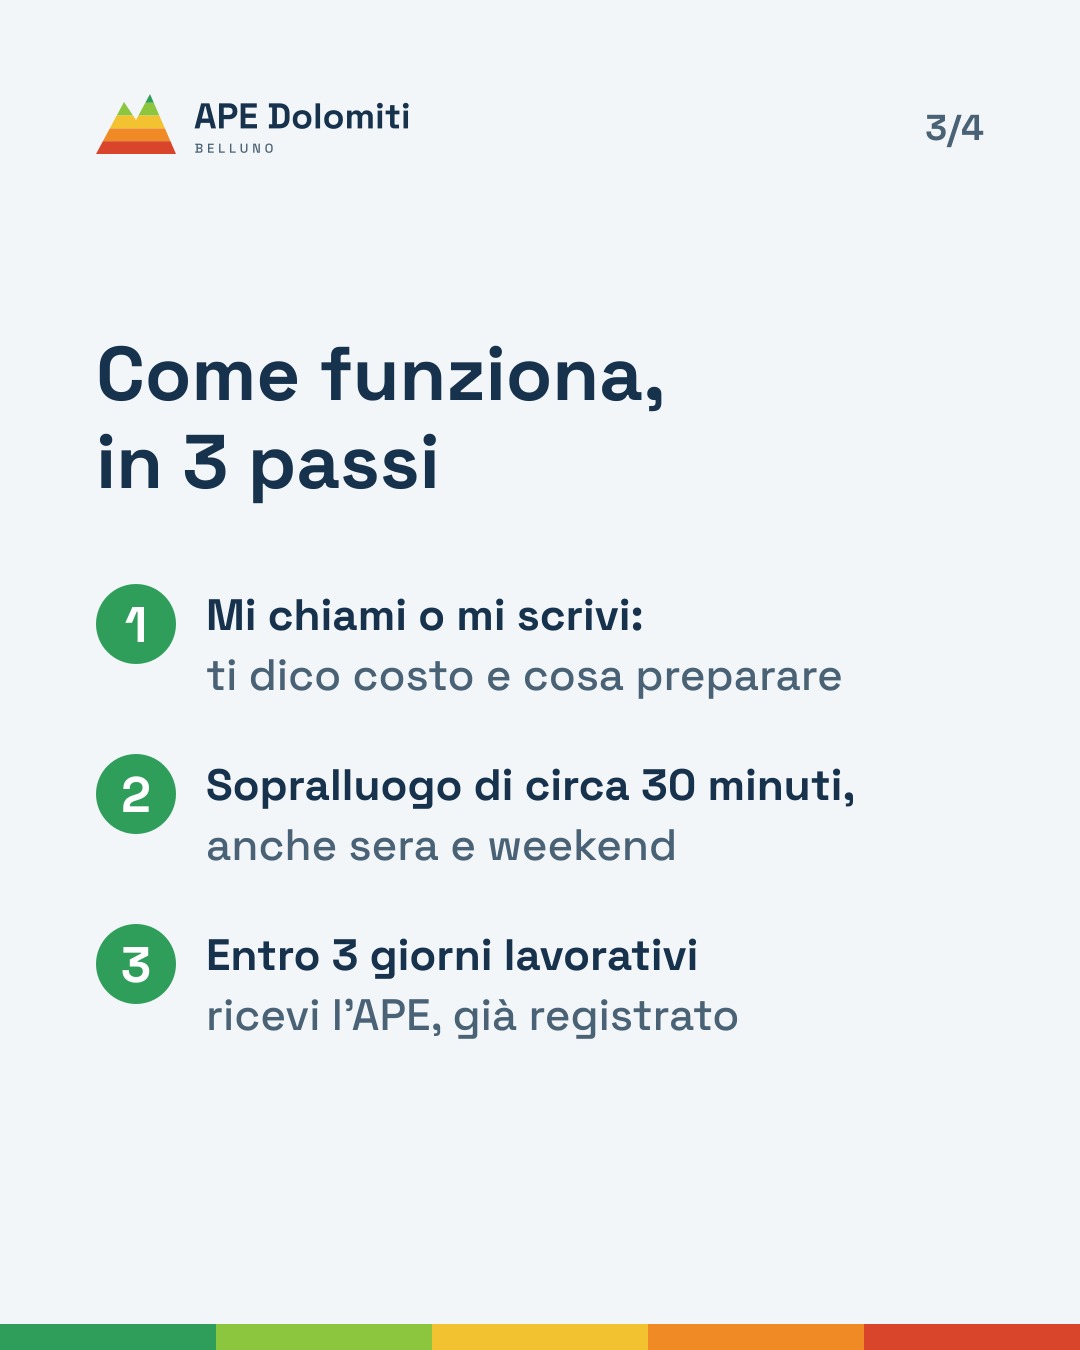 APE Dolomiti
BELLUNO
3/4
Come funziona,
in 3 passi
1
Mi chiami o mi scrivi:
ti dico costo e cosa preparare
2
Sopralluogo di circa 30 minuti,
anche sera e weekend
3
Entro 3 giorni lavorativi
ricevi l’APE, già registrato